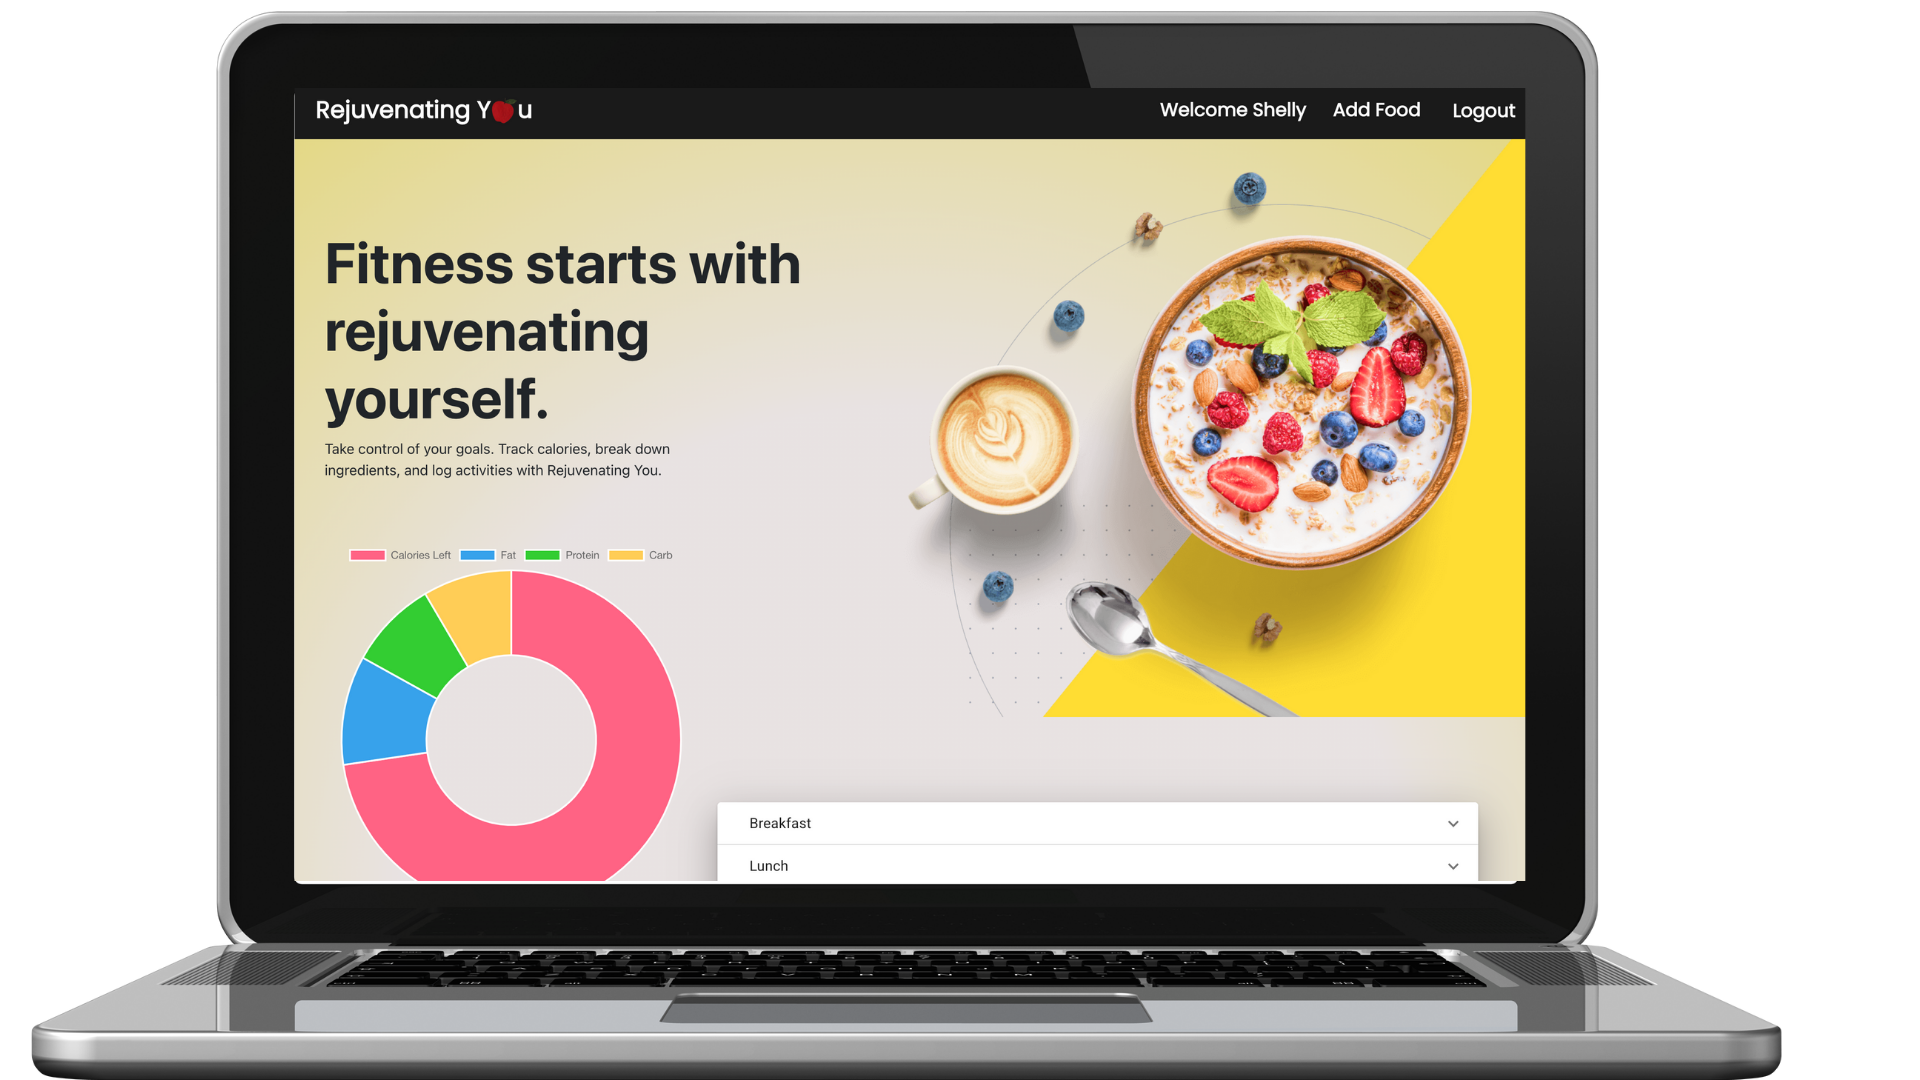 Rejuvenating Y u
Welcome Shelly
Add Food
Logout
Fitness starts with
rejuvenating
yourself.
Take control of your goals. Track calories, break down
ingredients, and log activities with Rejuvenating You.
Calories Left
Fat
Protein
Carb
Breakfast
Lunch